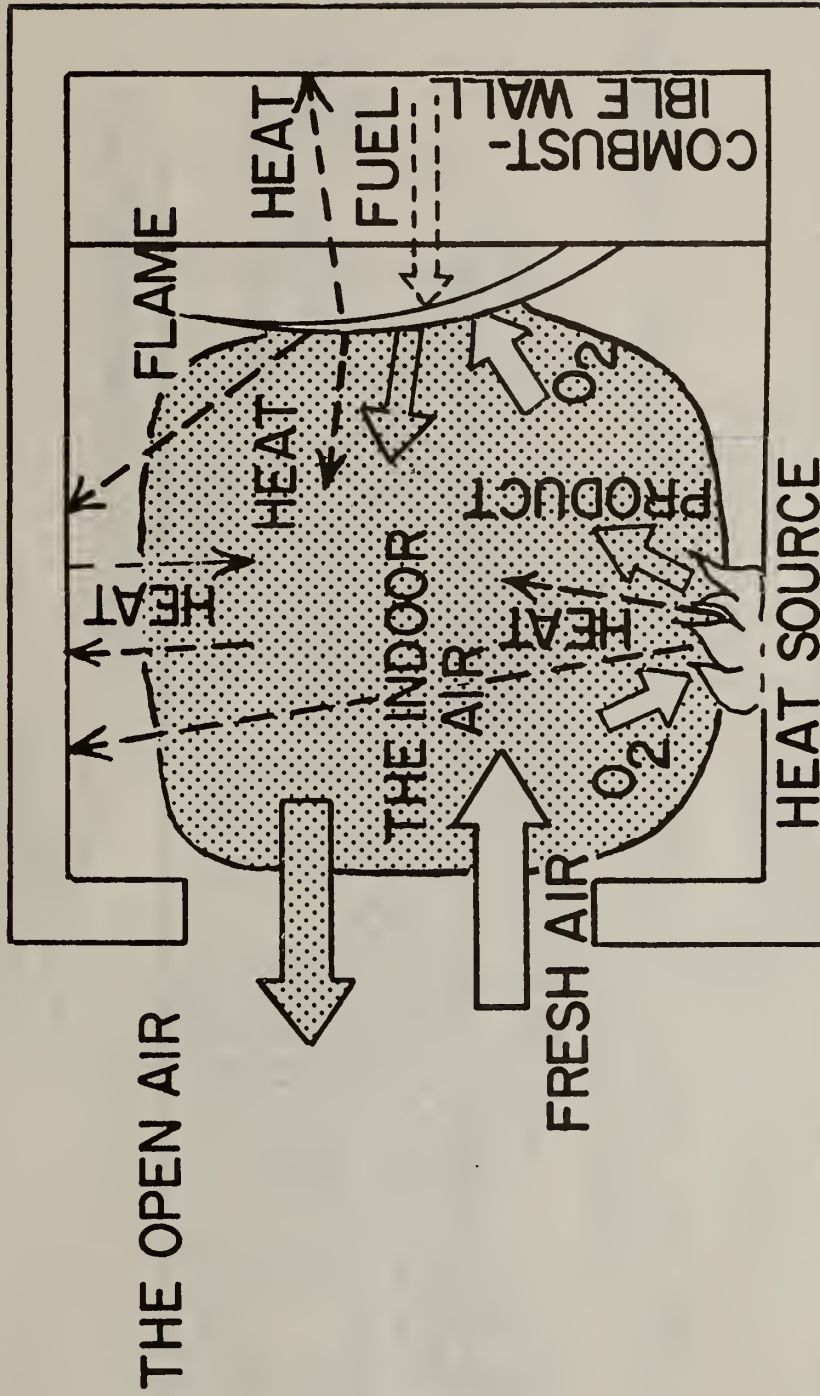 THE OPEN AIR
FLAME
HEAT
FUEL
COMBUST-
IBLE WALL
HEAT
HEAT
THE INDOOR
AIR
PRODUCT
HEAT
O2
O2
FRESH AIR
HEAT SOURCE